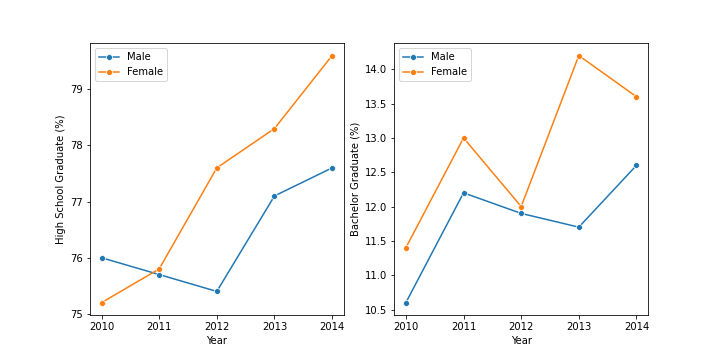 Male
Female
High School Graduate (%)
79
78
77
76
75
2010 2011 2012 2013 2014
Year
Male
Female
Bachelor Graduate (%)
14.0
13.5
13.0
12.5
12.0
11.5
11.0
10.5
2010 2011 2012 2013 2014
Year